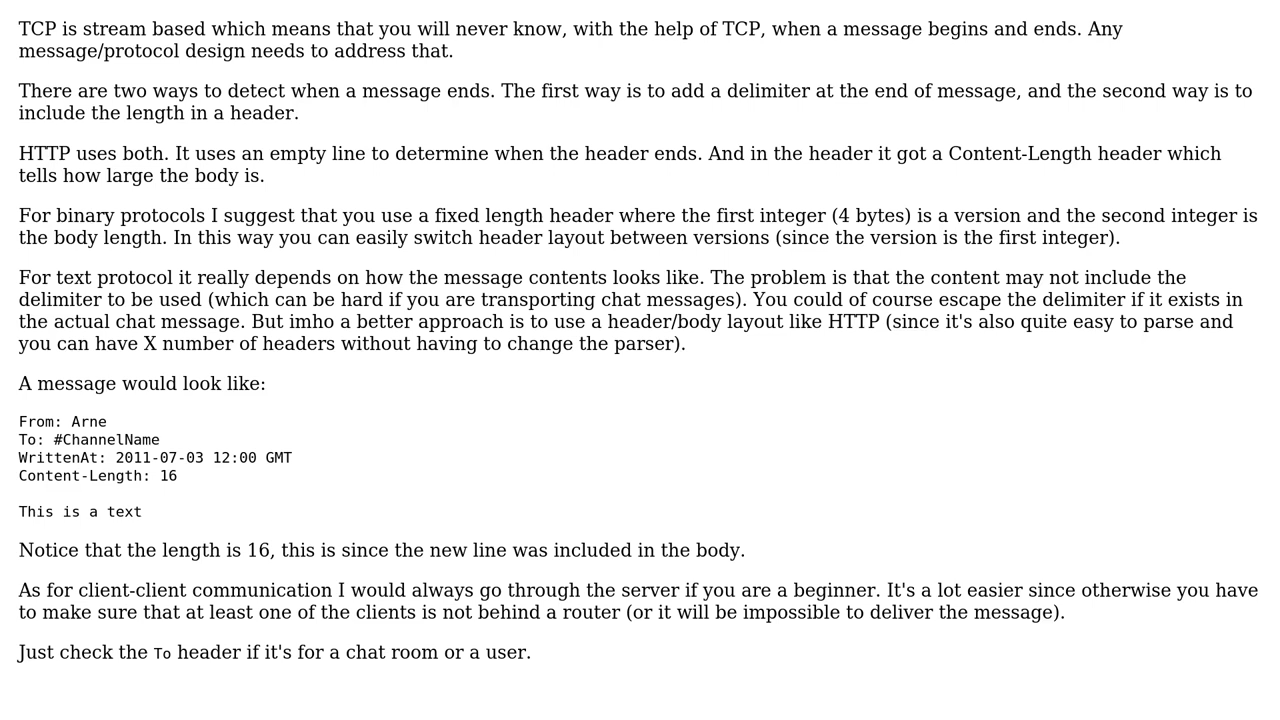 TCP is stream based which means that you will never know, with the help of TCP, when a message begins and ends. Any
message/protocol design needs to address that.
There are two ways to detect when a message ends. The first way is to add a delimiter at the end of message, and the second way is to
include the length in a header.
HTTP uses both. It uses an empty line to determine when the header ends. And in the header it got a Content-Length header which
tells how large the body is.
For binary protocols I suggest that you use a fixed length header where the first integer (4 bytes) is a version and the second integer is
the body length. In this way you can easily switch header layout between versions (since the version is the first integer).
For text protocol it really depends on how the message contents looks like. The problem is that the content may not include the
delimiter to be used (which can be hard if you are transporting chat messages). You could of course escape the delimiter if it exists in
the actual chat message. But imho a better approach is to use a header/body layout like HTTP (since it's also quite easy to parse and
you can have X number of headers without having to change the parser).
A message would look like:
From: Arne
To: #ChannelName
WrittenAt: 2011-07-03 12:00 GMT
Content-Length: 16
This is a text
Notice that the length is 16, this is since the new line was included in the body.
As for client-client communication I would always go through the server if you are a beginner. It's a lot easier since otherwise you have
to make sure that at least one of the clients is not behind a router (or it will be impossible to deliver the message).
Just check the To header if it's for a chat room or a user.